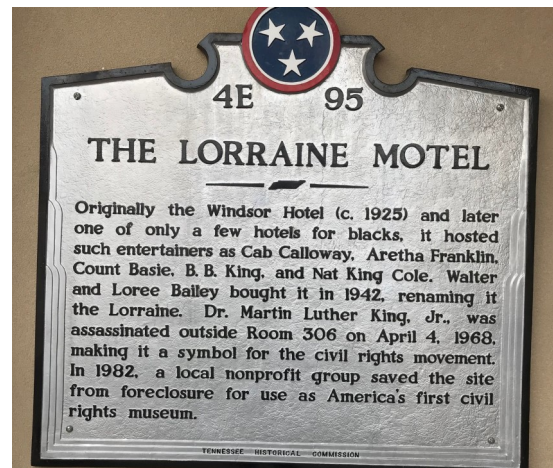 4E 95
THE LORRAINE MOTEL
Originally the Windsor Hotel (c. 1925) and later
one of only a few hotels for blacks, it hosted
such entertainers as Cab Calloway, Aretha Franklin,
Count Basie, B. B. King, and Nat King Cole. Walter
and Loree Bailey bought it in 1942, renaming it
the Lorraine. Dr. Martin Luther King, Jr., was
assassinated outside Room 306 on April 4, 1968,
making it a symbol for the civil rights movement.
In 1982, a local nonprofit group saved the site
from foreclosure for use as America's first civil
rights museum.
TENNESSEE HISTORICAL COMMISSION